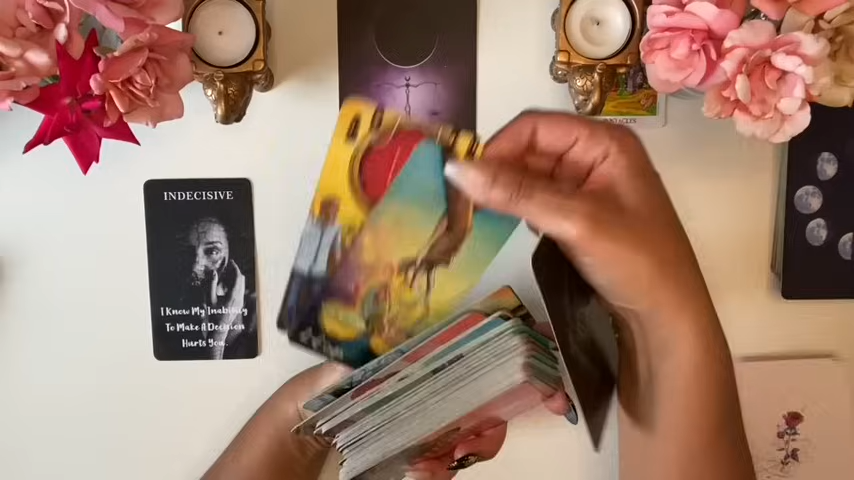 INDECISIVE
I Know My Inability
To Make A Decision
Hurts You.